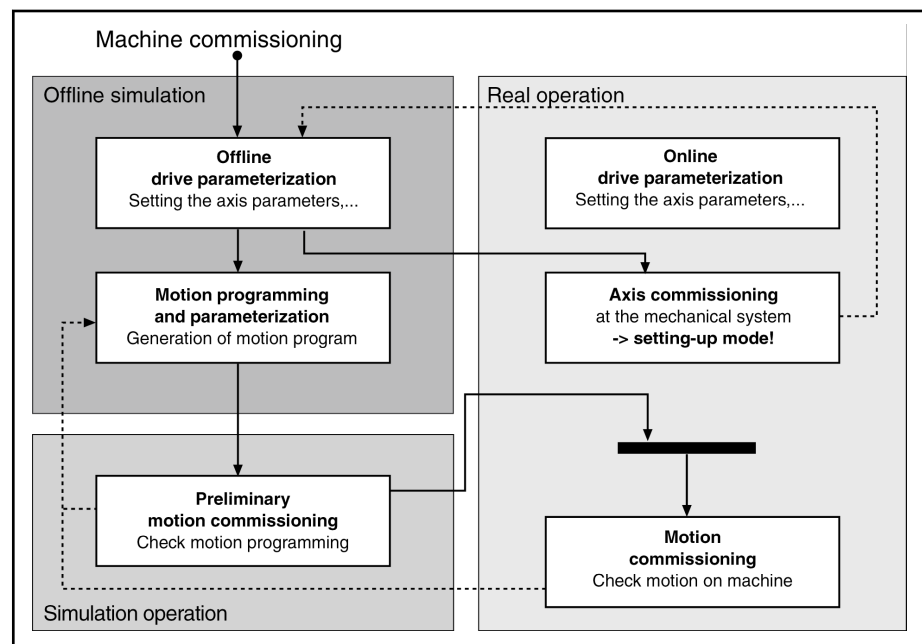 Machine commissioning
Offline simulation
Offline
drive parameterization
Setting the axis parameters,...
Motion programming
and parameterization
Generation of motion program
Preliminary
motion commissioning
Check motion programming
Simulation operation
Real operation
Online
drive parameterization
Setting the axis parameters,...
Axis commissioning
at the mechanical system
-> setting-up mode!
Motion
commissioning
Check motion on machine